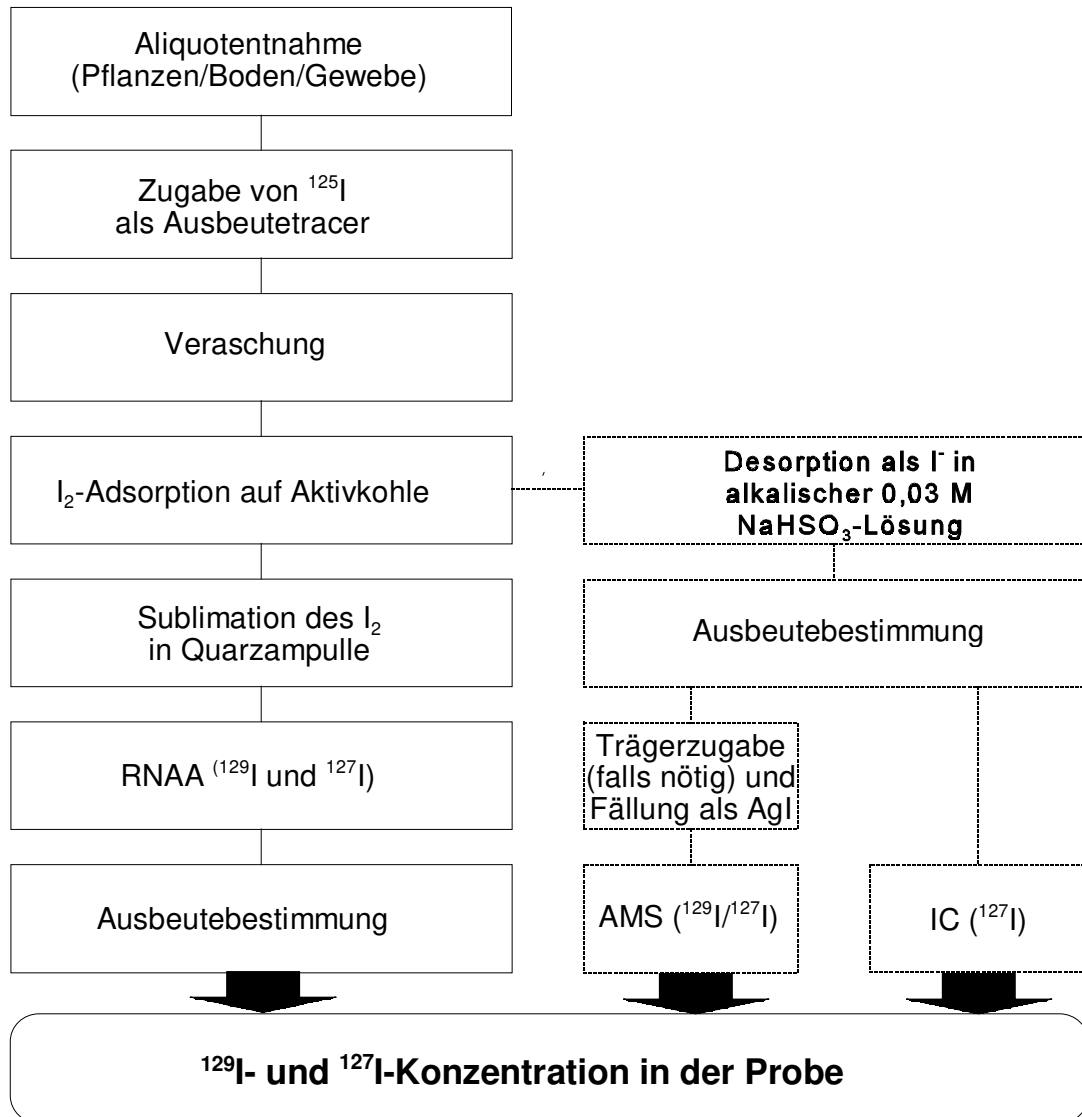 Aliquotentnahme
(Pflanzen/Boden/Gewebe)
Zugabe von ¹²⁵I
als Ausbeutetracer
Veraschung
I₂-Adsorption auf Aktivkohle
Desorption als I⁻ in
alkalischer 0,03 M
NaHSO₃-Lösung
Sublimation des I₂
in Quarzampulle
Ausbeutebestimmung
RNAA (¹²⁹I und ¹²⁷I)
Trägerzugabe
(falls nötig) und
Fällung als AgI
Ausbeutebestimmung
AMS (¹²⁹I/¹²⁷I)
IC (¹²⁷I)
¹²⁹I- und ¹²⁷I-Konzentration in der Probe